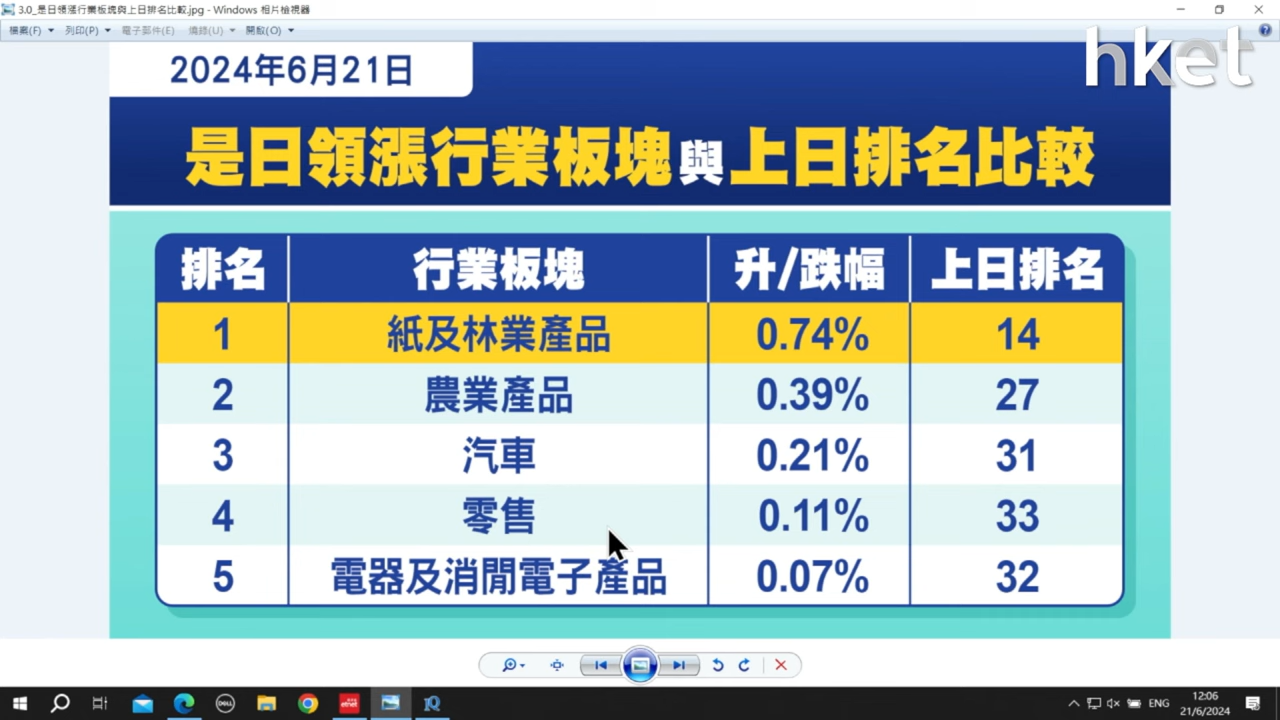 3.0_是日領漲行業板塊與上日排名比較.jpg - Windows 相片檢視器
檔案(F) 列印(P) 電子郵件(E) 燒錄(U) 開啟(O)
hket
2024年6月21日
是日領漲行業板塊與上日排名比較
排名 行業板塊 升/跌幅 上日排名
1 紙及林業產品 0.74% 14
2 農業產品 0.39% 27
3 汽車 0.21% 31
4 零售 0.11% 33
5 電器及消閒電子產品 0.07% 32
DELL etnet IQ ENG 12:06
21/6/2024